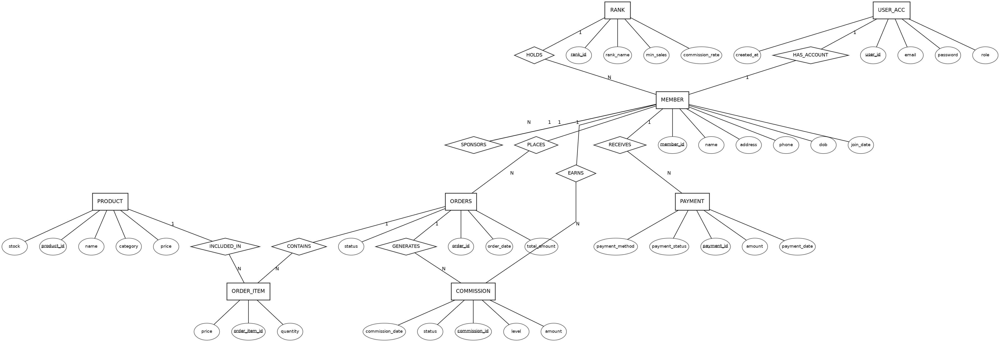 RANK
USER_ACC
1
1
HOLDS
rank_id
rank_name
min_sales
commission_rate
created_at
HAS_ACCOUNT
user_id
email
password
role
N
1
MEMBER
N
1
1
1
1
SPONSORS
PLACES
RECEIVES
member_id
name
address
phone
dob
join_date
N
EARNS
N
PRODUCT
ORDERS
PAYMENT
1
1
1
N
stock
product_id
name
category
price
INCLUDED_IN
CONTAINS
status
GENERATES
order_id
order_date
total_amount
payment_method
payment_status
payment_id
amount
payment_date
N
N
N
ORDER_ITEM
COMMISSION
price
order_item_id
quantity
commission_date
status
commission_id
level
amount